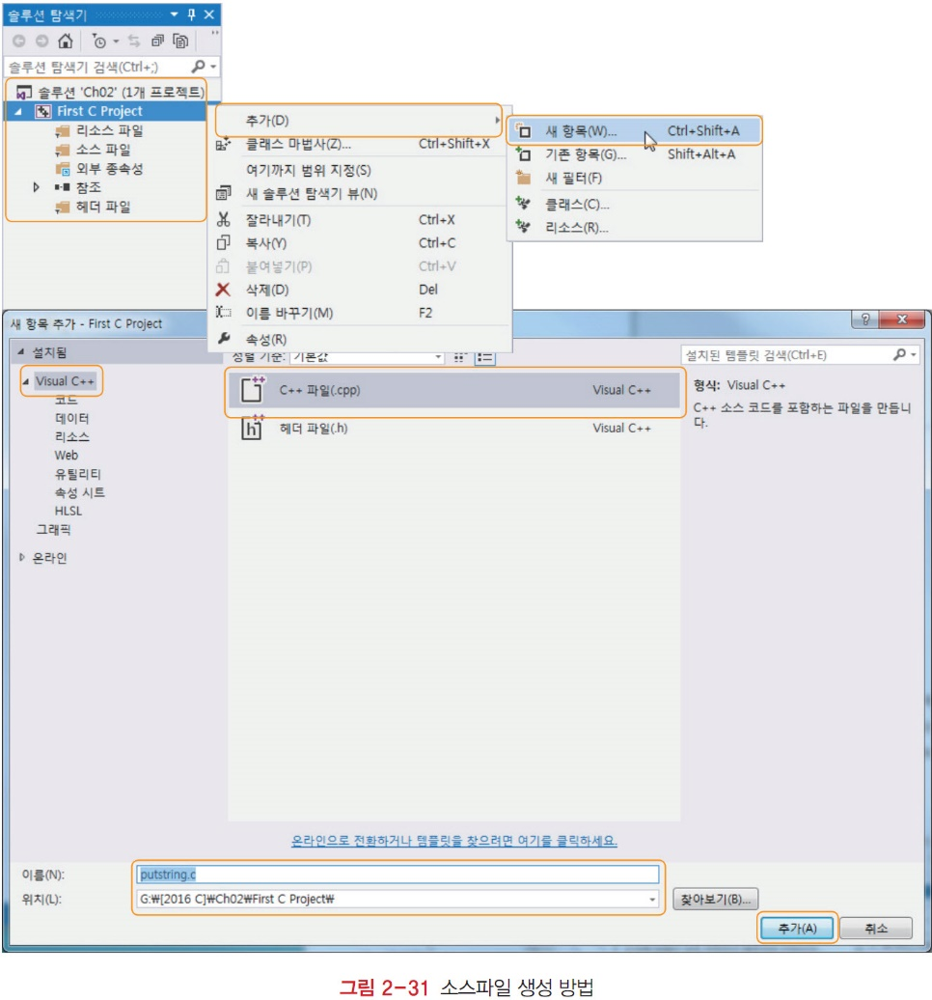 솔루션 탐색기
솔루션 탐색기 검색(Ctrl+;)
솔루션 'Ch02' (1개 프로젝트)
First C Project
리소스 파일
소스 파일
외부 종속성
참조
헤더 파일
추가(D)
클래스 마법사(Z)... Ctrl+Shift+X
여기까지 범위 지정(S)
새 솔루션 탐색기 뷰(N)
잘라내기(T) Ctrl+X
복사(Y) Ctrl+C
붙여넣기(P) Ctrl+V
삭제(D) Del
이름 바꾸기(M) F2
속성(R)
새 항목(W)... Ctrl+Shift+A
기존 항목(G)... Shift+Alt+A
새 필터(F)
클래스(C)...
리소스(R)...
새 항목 추가 - First C Project
설치됨
정렬 기준: 기본값
설치된 템플릿 검색(Ctrl+E)
Visual C++
코드
데이터
리소스
Web
유틸리티
속성 시트
HLSL
그래픽
온라인
C++ 파일(.cpp) Visual C++
헤더 파일(.h) Visual C++
형식: Visual C++
C++ 소스 코드를 포함하는 파일을 만듭니
다.
온라인으로 전환하거나 템플릿을 찾으려면 여기를 클릭하세요.
이름(N): putstring.c
위치(L): G:₩[2016 C]₩Ch02₩First C Project₩
찾아보기(B)...
추가(A) 취소
그림 2-31 소스파일 생성 방법